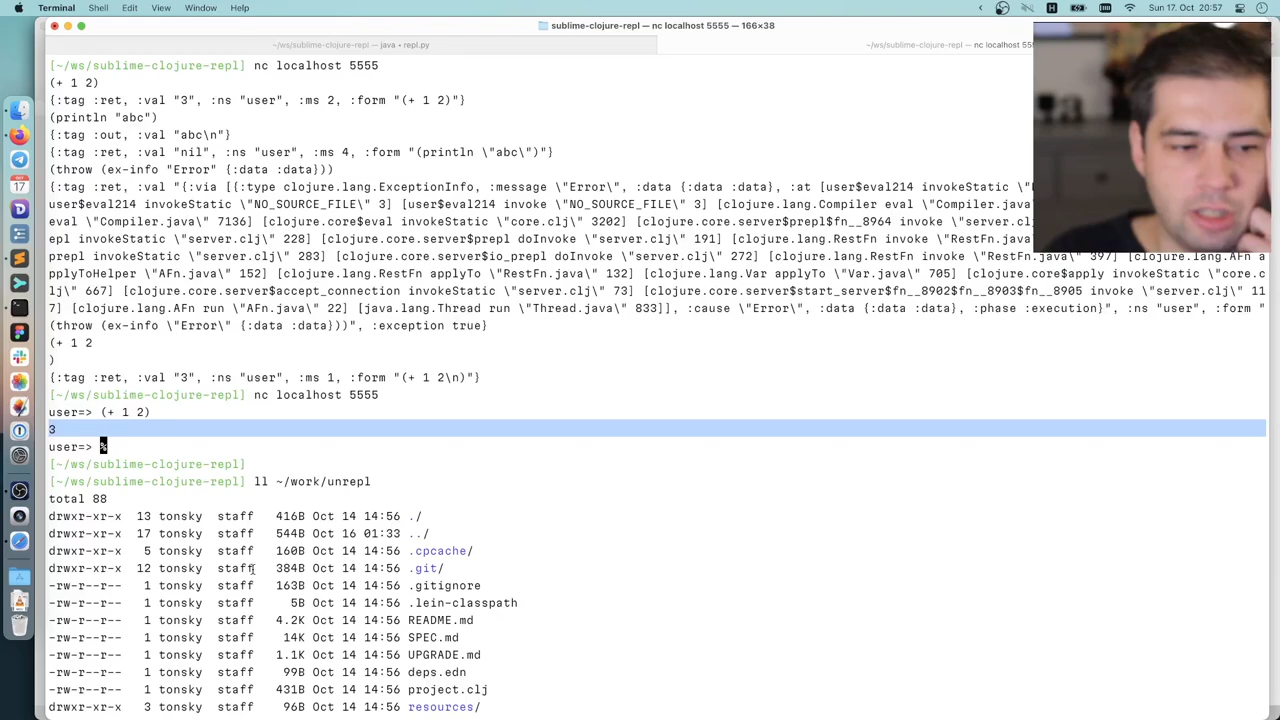 Shell Edit View Window Help
Sun 17. Oct 20:57
sublime-clojure-repl — nc localhost 5555 — 166×38
~/ws/sublime-clojure-repl — java • repl.py
~/ws/sublime-clojure-repl — nc localhost 555
[~/ws/sublime-clojure-repl] nc localhost 5555
(+ 1 2)
{:tag :ret, :val "3", :ns "user", :ms 2, :form "(+ 1 2)"}
(println "abc")
{:tag :out, :val "abc\n"}
{:tag :ret, :val "nil", :ns "user", :ms 4, :form "(println \"abc\")"}
(throw (ex-info "Error" {:data :data}))
{:tag :ret, :val "{:via [{:type clojure.lang.ExceptionInfo, :message \"Error\", :data {:data :data}, :at [user$eval214 invokeStatic \"
user$eval214 invokeStatic \"NO_SOURCE_FILE\" 3] [user$eval214 invoke \"NO_SOURCE_FILE\" 3] [clojure.lang.Compiler eval \"Compiler.java
eval \"Compiler.java\" 7136] [clojure.core$eval invokeStatic \"core.clj\" 3202] [clojure.core.server$prepl$fn__8964 invoke \"server.clj
epl invokeStatic \"server.clj\" 228] [clojure.core.server$prepl doInvoke \"server.clj\" 191] [clojure.lang.RestFn invoke \"RestFn.java
prepl invokeStatic \"server.clj\" 283] [clojure.core.server$io_prepl doInvoke \"server.clj\" 272] [clojure.lang.RestFn invoke \"RestFn.java\" 397] [clojure.lang.AFn a
pplyToHelper \"AFn.java\" 152] [clojure.lang.RestFn applyTo \"RestFn.java\" 132] [clojure.lang.Var applyTo \"Var.java\" 705] [clojure.core$apply invokeStatic \"core.c
lj\" 667] [clojure.core.server$accept_connection invokeStatic \"server.clj\" 73] [clojure.core.server$start_server$fn__8902$fn__8903$fn__8905 invoke \"server.clj\" 11
7] [clojure.lang.AFn run \"AFn.java\" 22] [java.lang.Thread run \"Thread.java\" 833]], :cause \"Error\", :data {:data :data}, :phase :execution}", :ns "user", :form "
(throw (ex-info \"Error\" {:data :data}))", :exception true}
(+ 1 2
)
{:tag :ret, :val "3", :ns "user", :ms 1, :form "(+ 1 2\n)"}
[~/ws/sublime-clojure-repl] nc localhost 5555
user=> (+ 1 2)
3
user=> %
[~/ws/sublime-clojure-repl]
[~/ws/sublime-clojure-repl] ll ~/work/unrepl
total 88
drwxr-xr-x 13 tonsky staff 416B Oct 14 14:56 ./
drwxr-xr-x 17 tonsky staff 544B Oct 16 01:33 ../
drwxr-xr-x 5 tonsky staff 160B Oct 14 14:56 .cpcache/
drwxr-xr-x 12 tonsky staff 384B Oct 14 14:56 .git/
-rw-r--r-- 1 tonsky staff 163B Oct 14 14:56 .gitignore
-rw-r--r-- 1 tonsky staff 5B Oct 14 14:56 .lein-classpath
-rw-r--r-- 1 tonsky staff 4.2K Oct 14 14:56 README.md
-rw-r--r-- 1 tonsky staff 14K Oct 14 14:56 SPEC.md
-rw-r--r-- 1 tonsky staff 1.1K Oct 14 14:56 UPGRADE.md
-rw-r--r-- 1 tonsky staff 99B Oct 14 14:56 deps.edn
-rw-r--r-- 1 tonsky staff 431B Oct 14 14:56 project.clj
drwxr-xr-x 3 tonsky staff 96B Oct 14 14:56 resources/